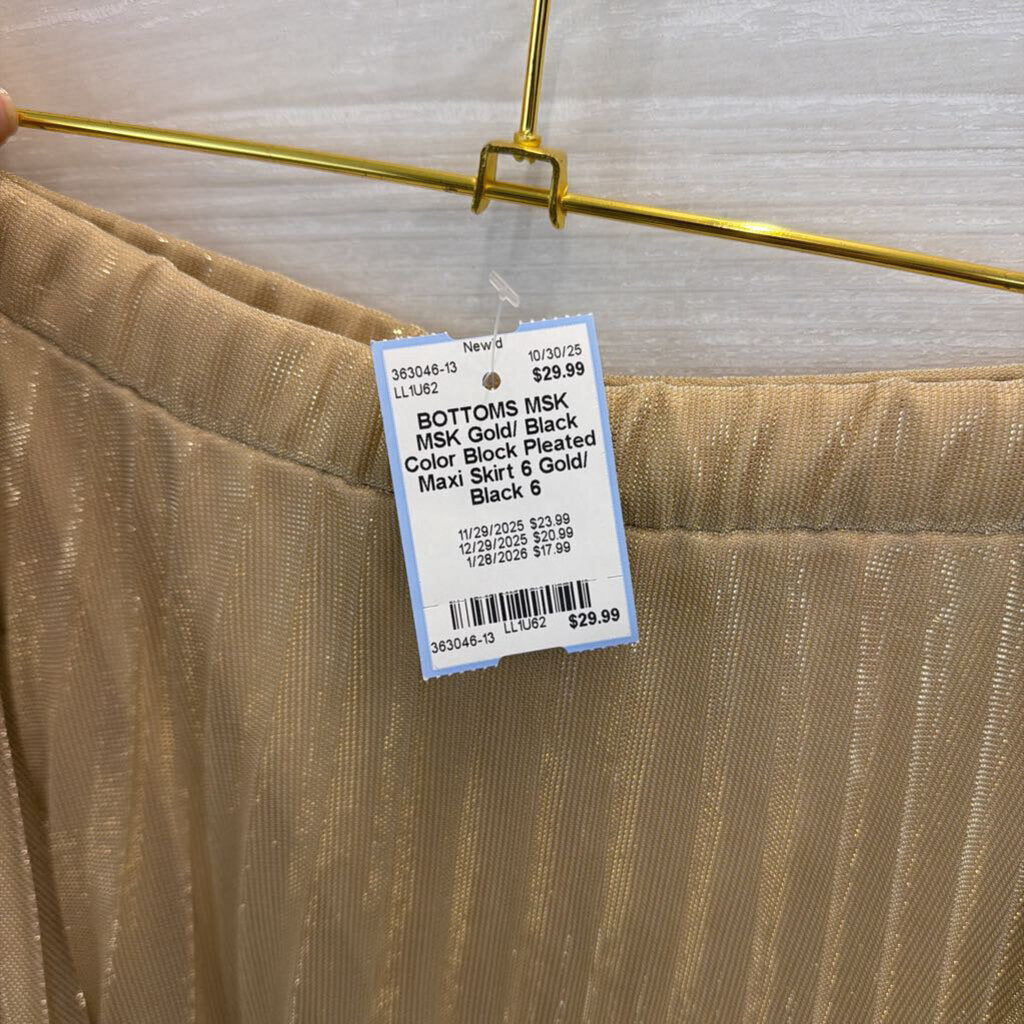 New'd
363046-13 10/30/25
LL1U62 $29.99
BOTTOMS MSK
MSK Gold/ Black
Color Block Pleated
Maxi Skirt 6 Gold/
Black 6
11/29/2025 $23.99
12/29/2025 $20.99
1/28/2026 $17.99
363046-13 LL1U62 $29.99